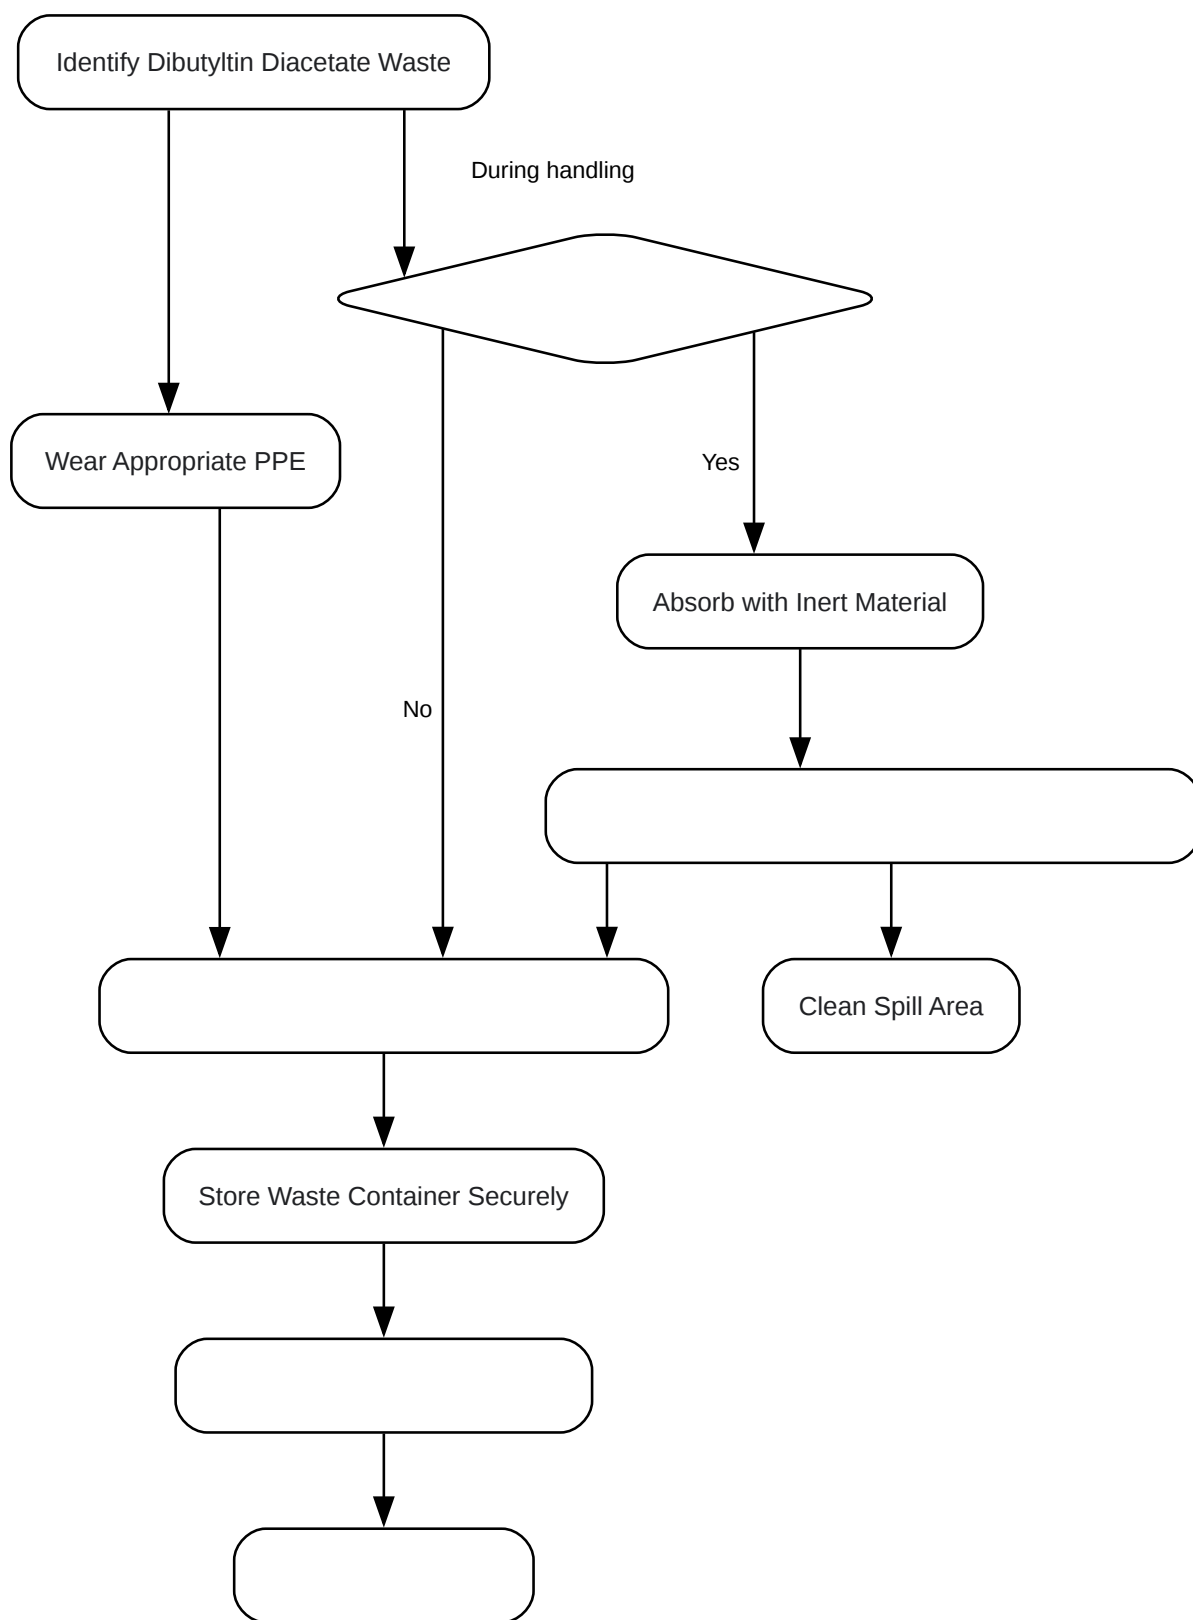 Identify Dibutyltin Diacetate Waste
During handling
Wear Appropriate PPE
Yes
Absorb with Inert Material
No
Clean Spill Area
Store Waste Container Securely